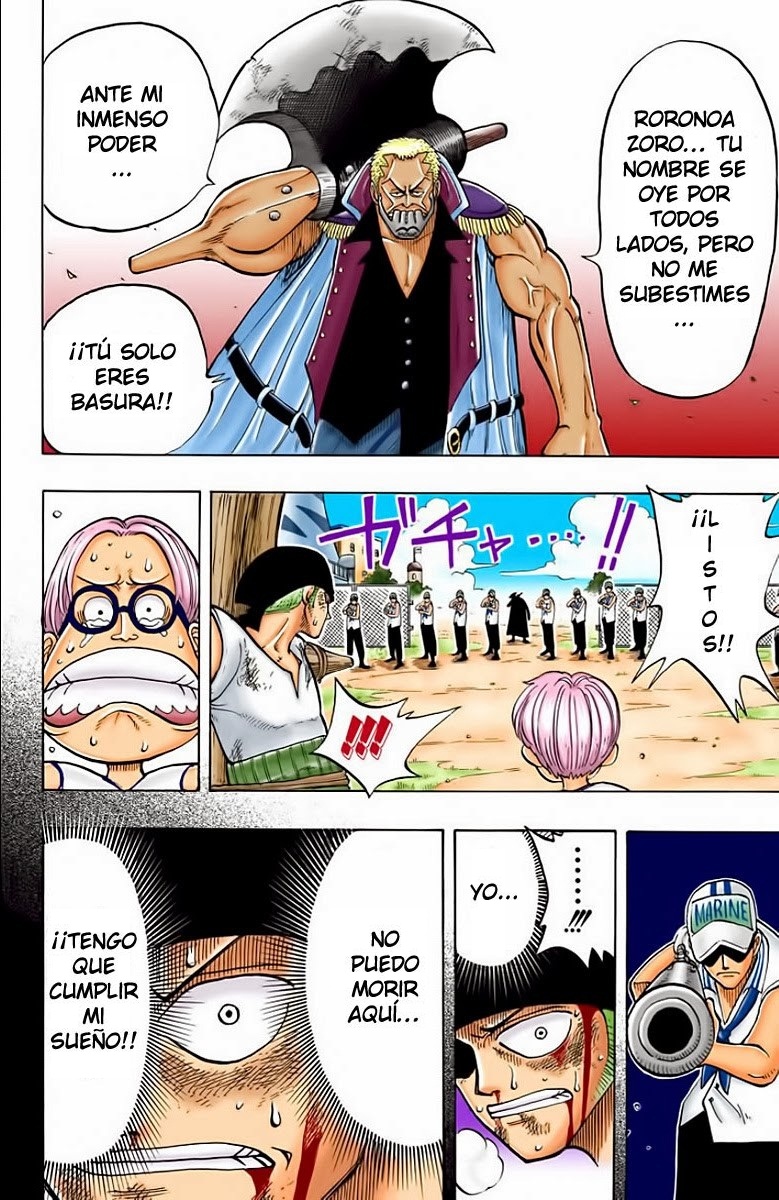 RORONOA
ZORO... TU
NOMBRE SE
OYE POR
TODOS
LADOS, PERO
NO ME
SUBESTIMES
...
ANTE MI
INMENSO
PODER
...
¡¡TÚ SOLO
ERES
BASURA!!
¡¡LISTOS!!
ガチャ····!!
!!!
MARINE
······!!!
YO...
NO
PUEDO
MORIR
AQUÍ...
¡¡TENGO
QUE
CUMPLIR
MI
SUEÑO!!